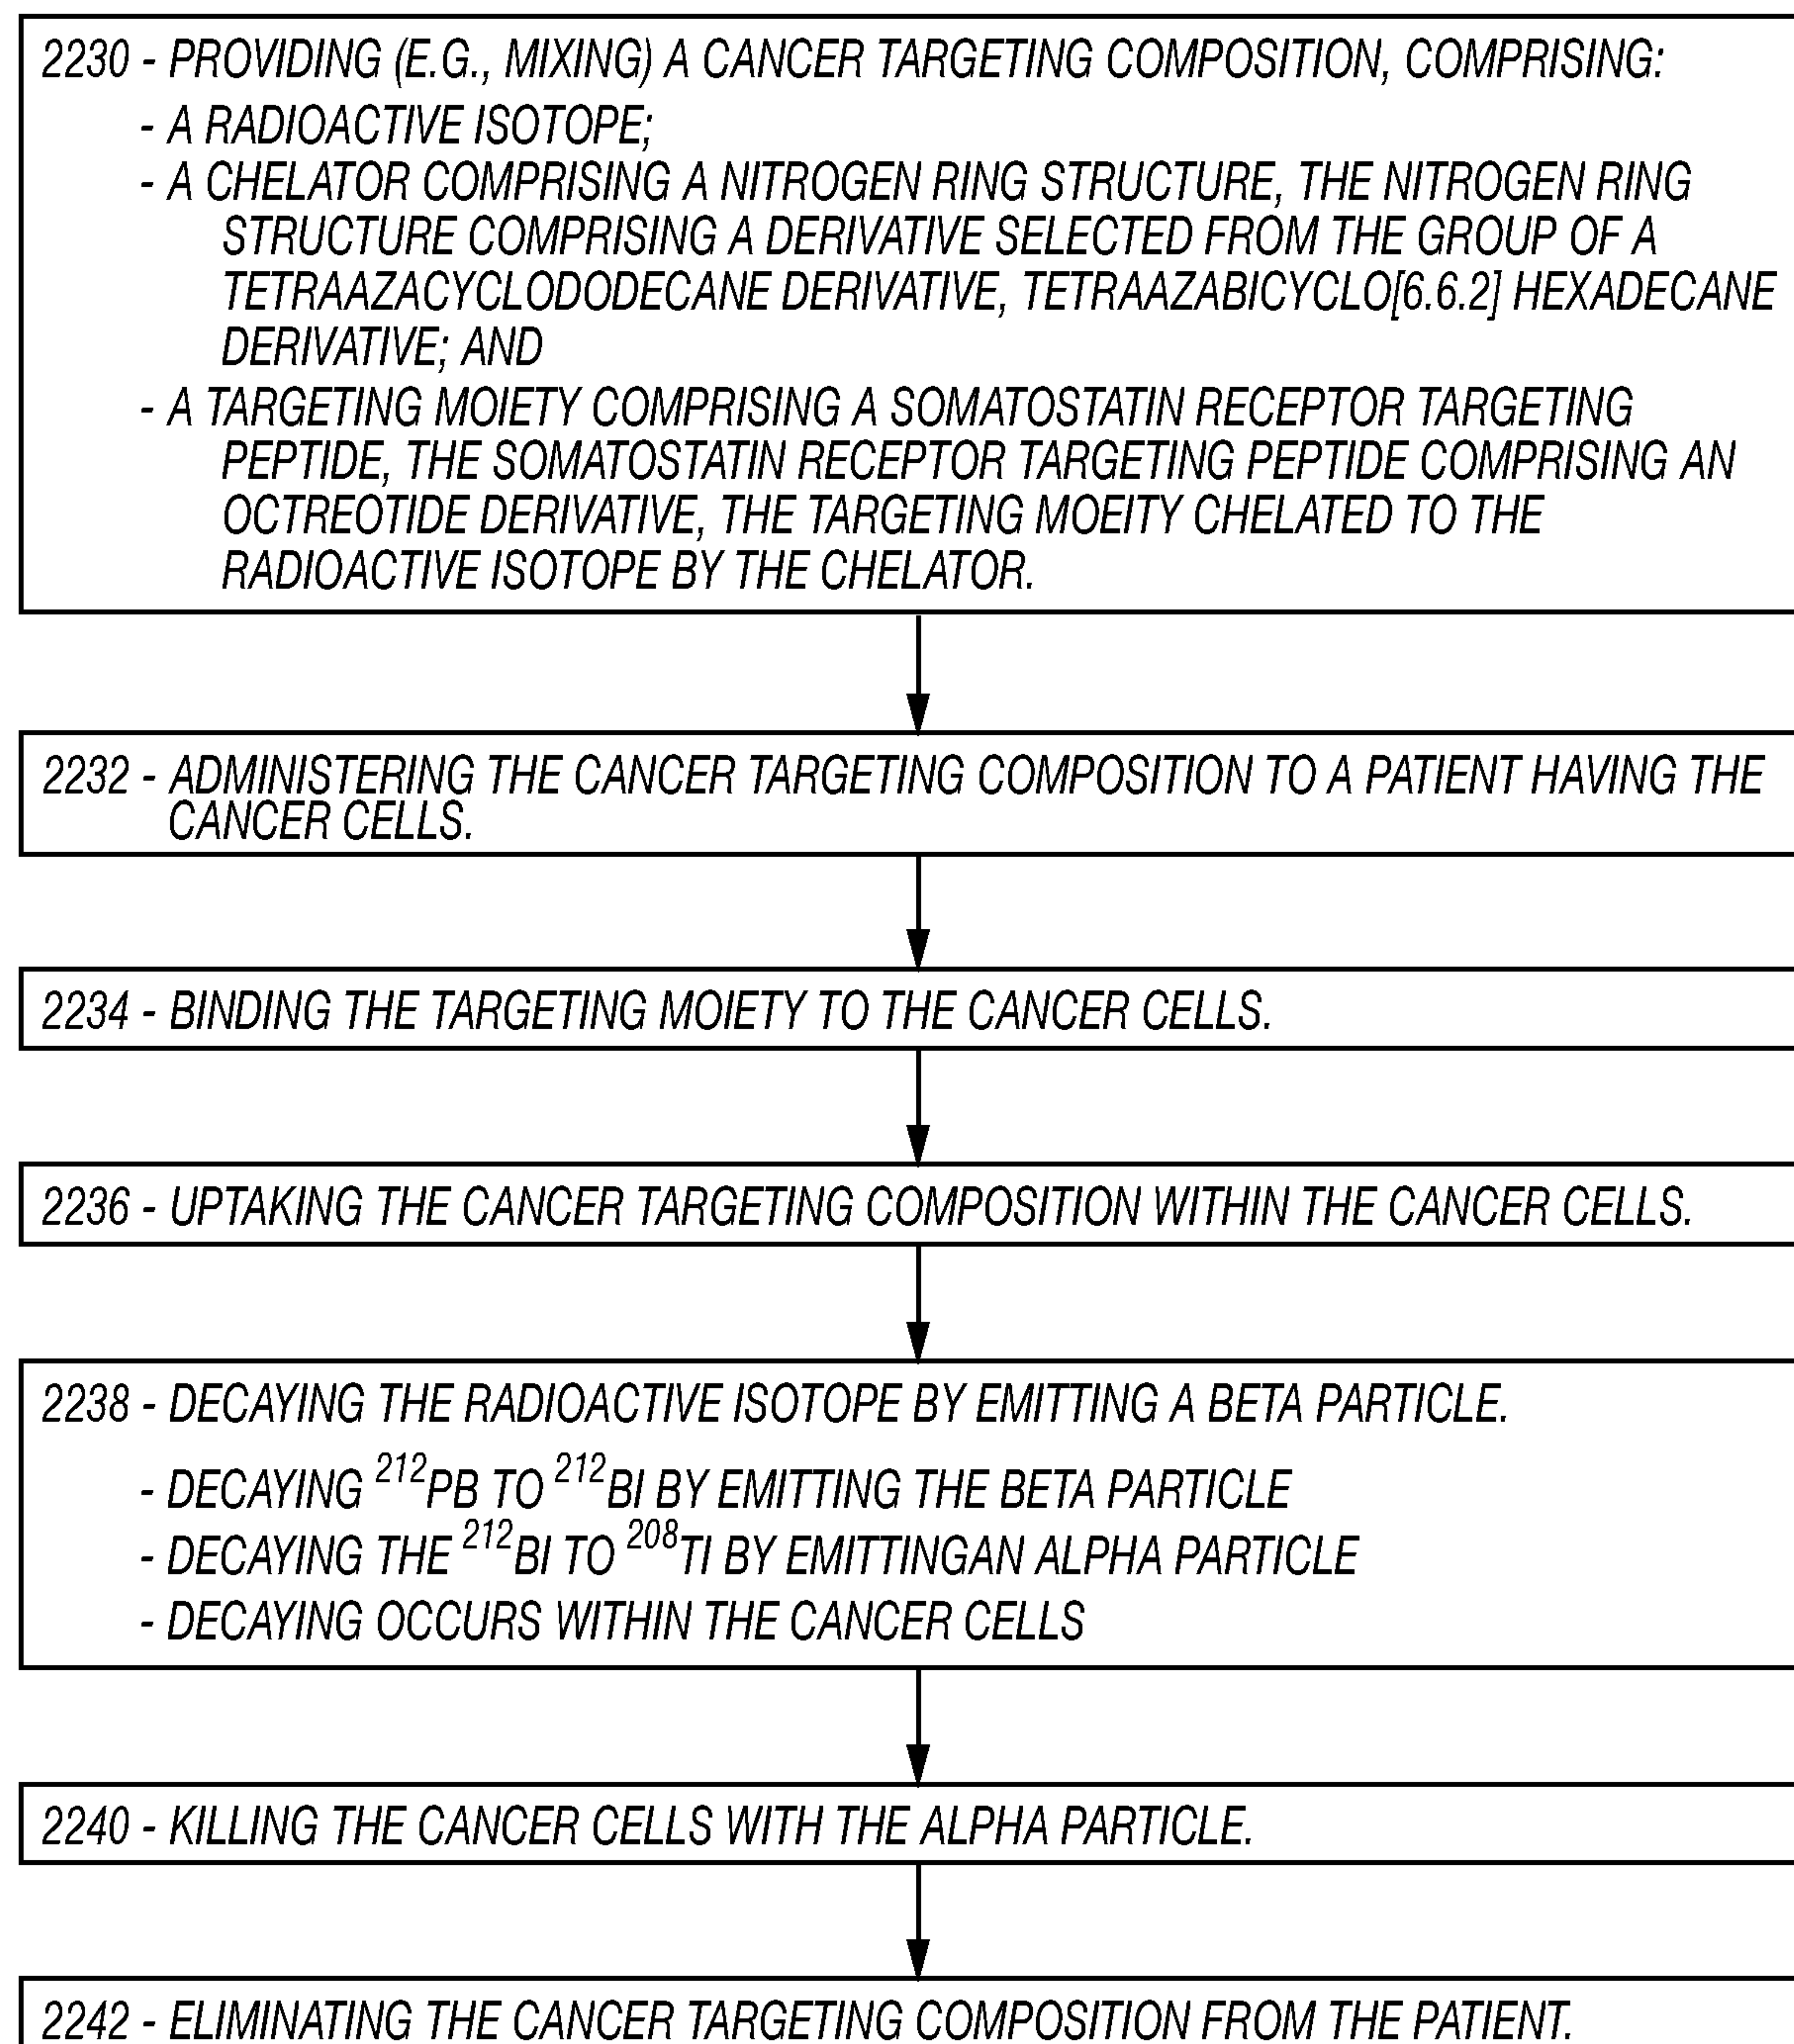 2230 - PROVIDING (E.G., MIXING) A CANCER TARGETING COMPOSITION, COMPRISING:
- A RADIOACTIVE ISOTOPE;
- A CHELATOR COMPRISING A NITROGEN RING STRUCTURE, THE NITROGEN RING
STRUCTURE COMPRISING A DERIVATIVE SELECTED FROM THE GROUP OF A
TETRAAZACYCLODODECANE DERIVATIVE, TETRAAZABICYCLO[6.6.2] HEXADECANE
DERIVATIVE; AND
- A TARGETING MOIETY COMPRISING A SOMATOSTATIN RECEPTOR TARGETING
PEPTIDE, THE SOMATOSTATIN RECEPTOR TARGETING PEPTIDE COMPRISING AN
OCTREOTIDE DERIVATIVE, THE TARGETING MOEITY CHELATED TO THE
RADIOACTIVE ISOTOPE BY THE CHELATOR.
2232 - ADMINISTERING THE CANCER TARGETING COMPOSITION TO A PATIENT HAVING THE
CANCER CELLS.
2234 - BINDING THE TARGETING MOIETY TO THE CANCER CELLS.
2236 - UPTAKING THE CANCER TARGETING COMPOSITION WITHIN THE CANCER CELLS.
2238 - DECAYING THE RADIOACTIVE ISOTOPE BY EMITTING A BETA PARTICLE.
- DECAYING ²¹²PB TO ²¹²BI BY EMITTING THE BETA PARTICLE
- DECAYING THE ²¹²BI TO ²⁰⁸TI BY EMITTINGAN ALPHA PARTICLE
- DECAYING OCCURS WITHIN THE CANCER CELLS
2240 - KILLING THE CANCER CELLS WITH THE ALPHA PARTICLE.
2242 - ELIMINATING THE CANCER TARGETING COMPOSITION FROM THE PATIENT.